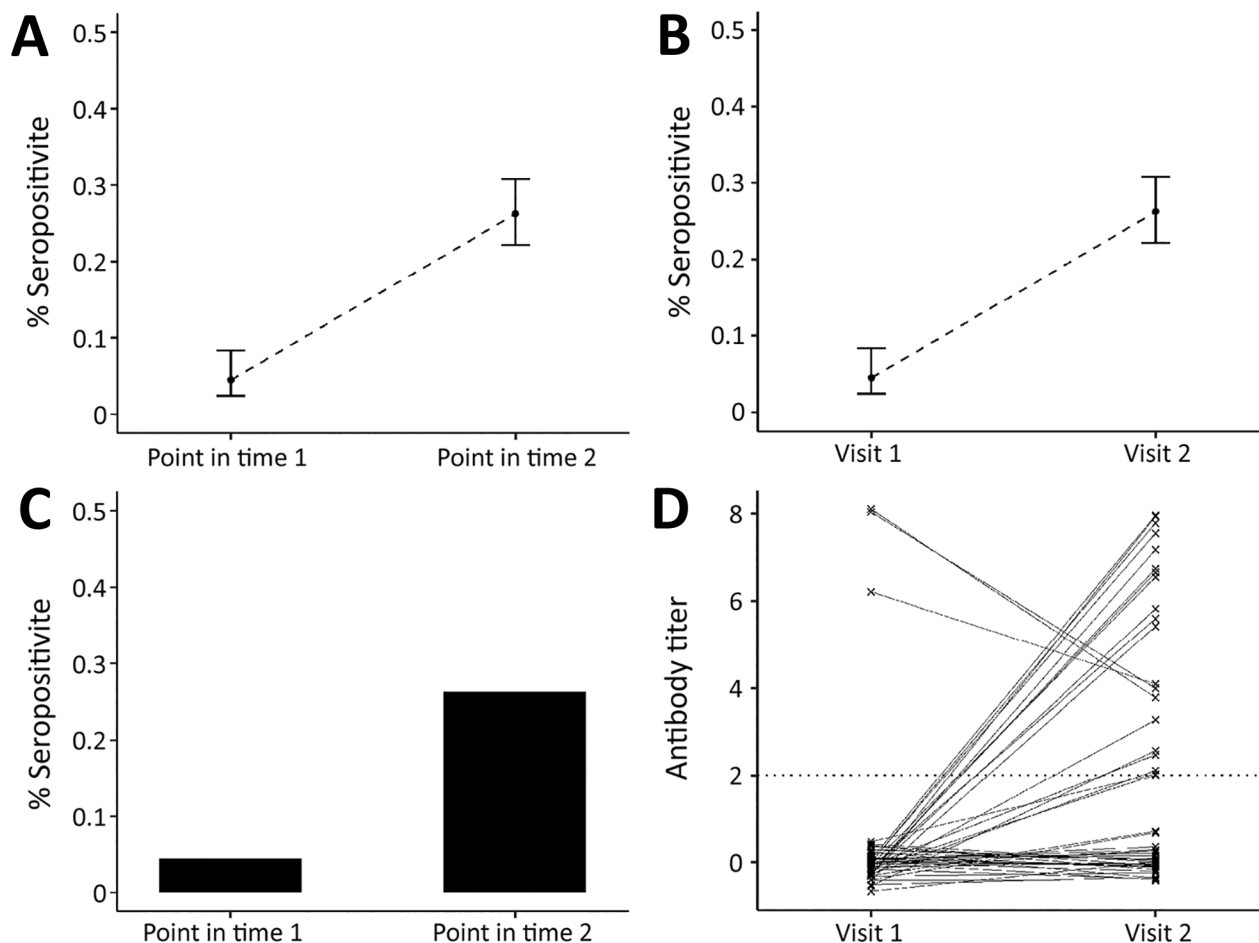 A
% Seropositivite
0.5
0.4
0.3
0.2
0.1
0
Point in time 1
Point in time 2
B
% Seropositivite
0.5
0.4
0.3
0.2
0.1
0
Visit 1
Visit 2
C
% Seropositivite
0.5
0.4
0.3
0.2
0.1
0
Point in time 1
Point in time 2
D
Antibody titer
8
6
4
2
0
Visit 1
Visit 2